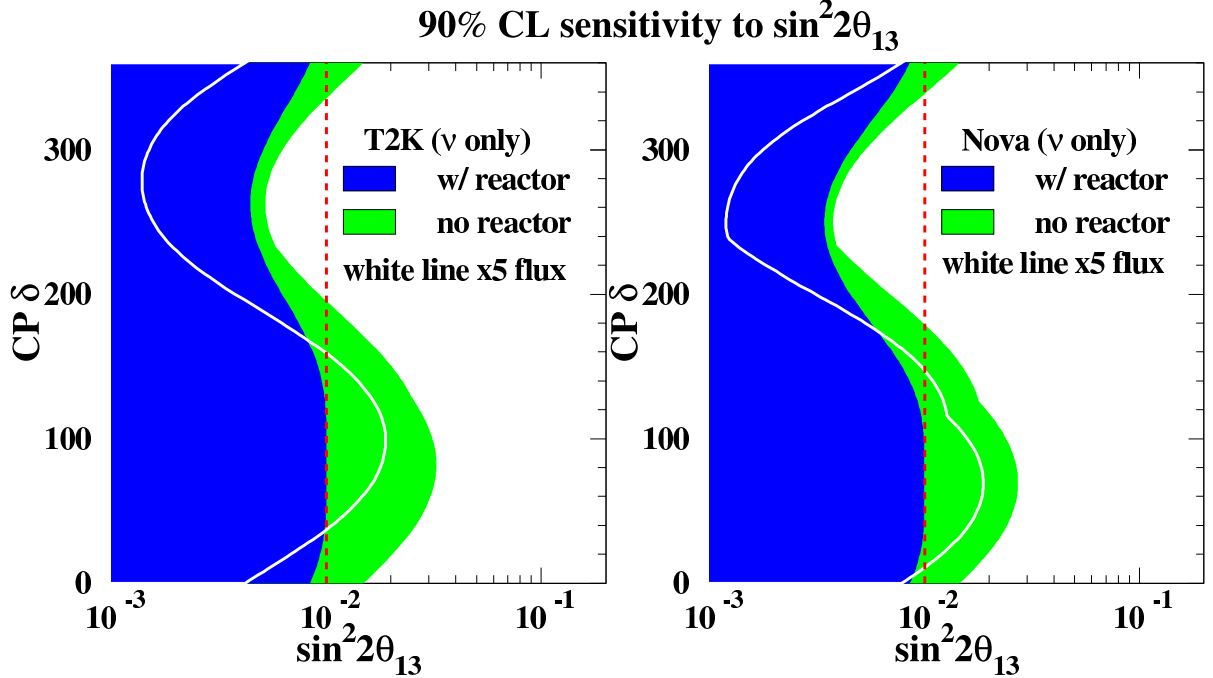 90% CL sensitivity to sin²2θ₁₃
T2K (ν only)
w/ reactor
no reactor
white line x5 flux
CP δ
300
200
100
0
10⁻³
10⁻²
10⁻¹
sin²2θ₁₃
Nova (ν only)
w/ reactor
no reactor
white line x5 flux
CP δ
300
200
100
0
10⁻³
10⁻²
10⁻¹
sin²2θ₁₃